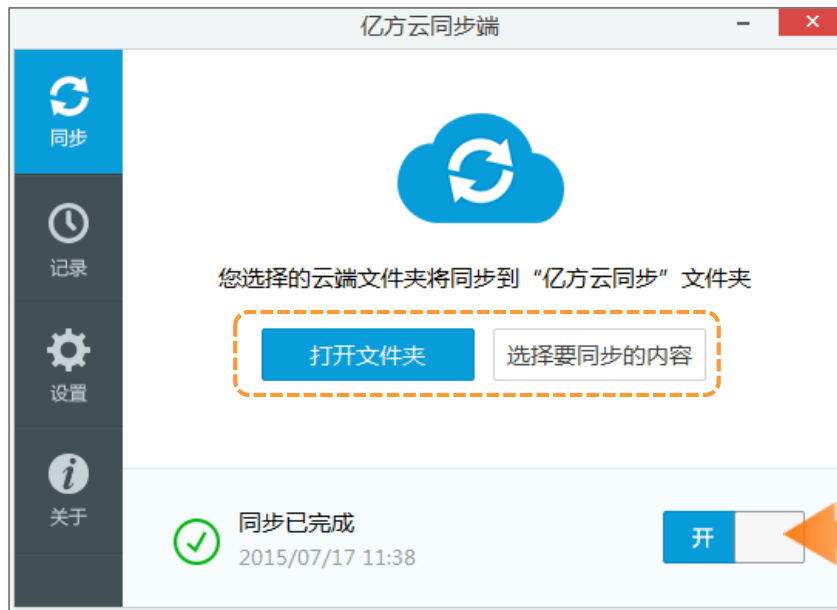 亿方云同步端
同步
记录
设置
关于
您选择的云端文件夹将同步到“亿方云同步”文件夹
打开文件夹
选择要同步的内容
同步已完成
2015/07/17 11:38
开